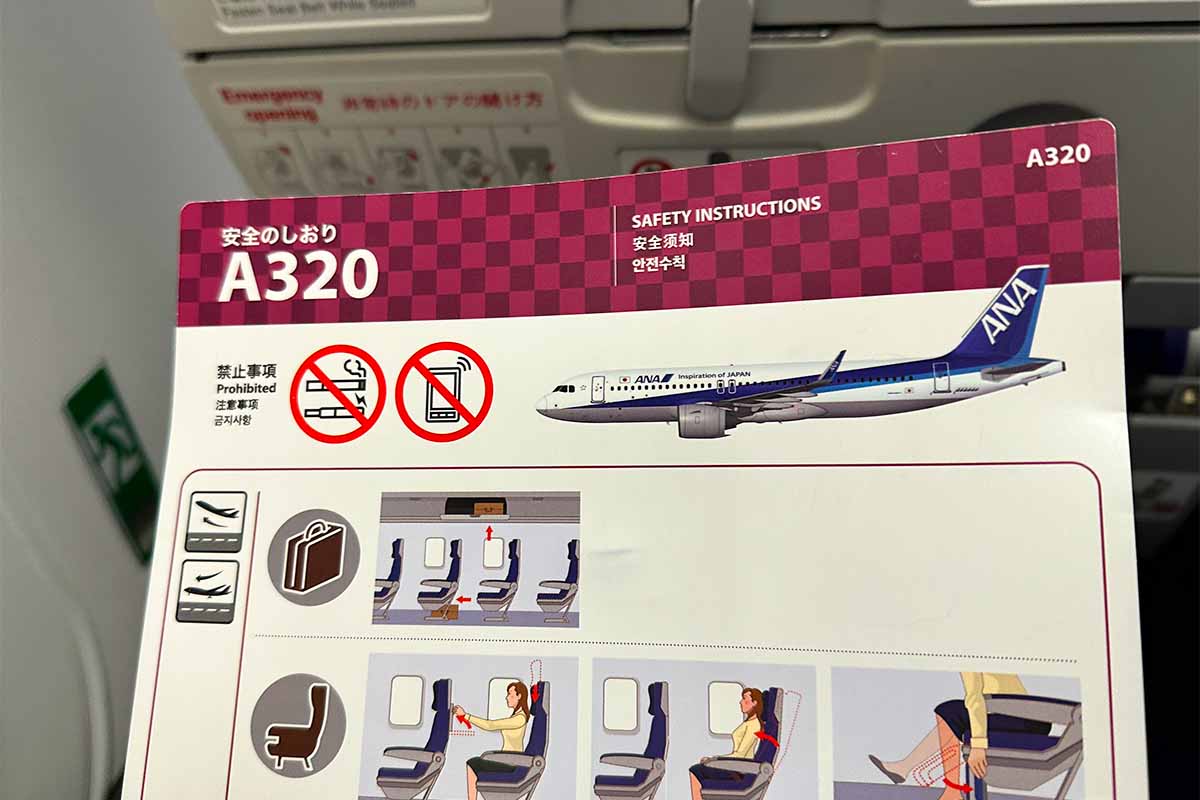 Fasten Seat Belt While Seated
Emergency
opening
非常時のドアの開け方
A320
安全のしおり
A320
SAFETY INSTRUCTIONS
安全须知
안전수칙
禁止事項
Prohibited
注意事项
금지사항
ANA
Inspiration of JAPAN
ANA